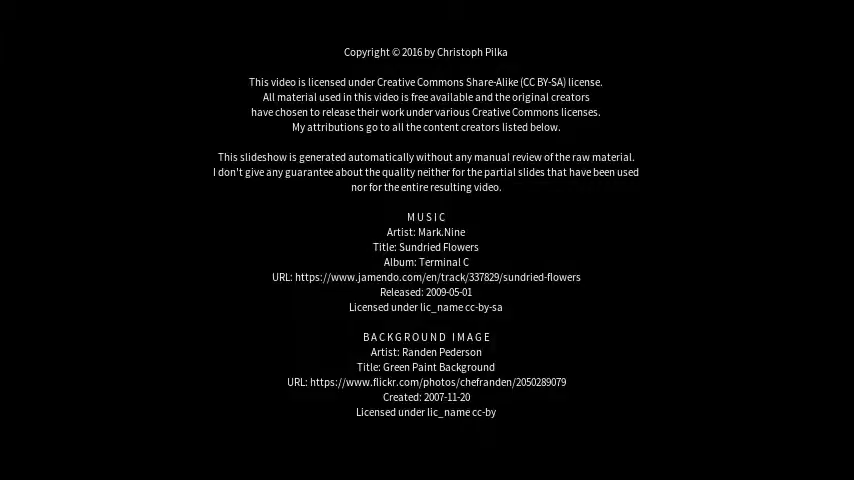 Copyright © 2016 by Christoph Pilka
This video is licensed under Creative Commons Share-Alike (CC BY-SA) license.
All material used in this video is free available and the original creators
have chosen to release their work under various Creative Commons licenses.
My attributions go to all the content creators listed below.
This slideshow is generated automatically without any manual review of the raw material.
I don't give any guarantee about the quality neither for the partial slides that have been used
nor for the entire resulting video.
M U S I C
Artist: Mark.Nine
Title: Sundried Flowers
Album: Terminal C
URL: https://www.jamendo.com/en/track/337829/sundried-flowers
Released: 2009-05-01
Licensed under lic_name cc-by-sa
B A C K G R O U N D   I M A G E
Artist: Randen Pederson
Title: Green Paint Background
URL: https://www.flickr.com/photos/chefranden/2050289079
Created: 2007-11-20
Licensed under lic_name cc-by